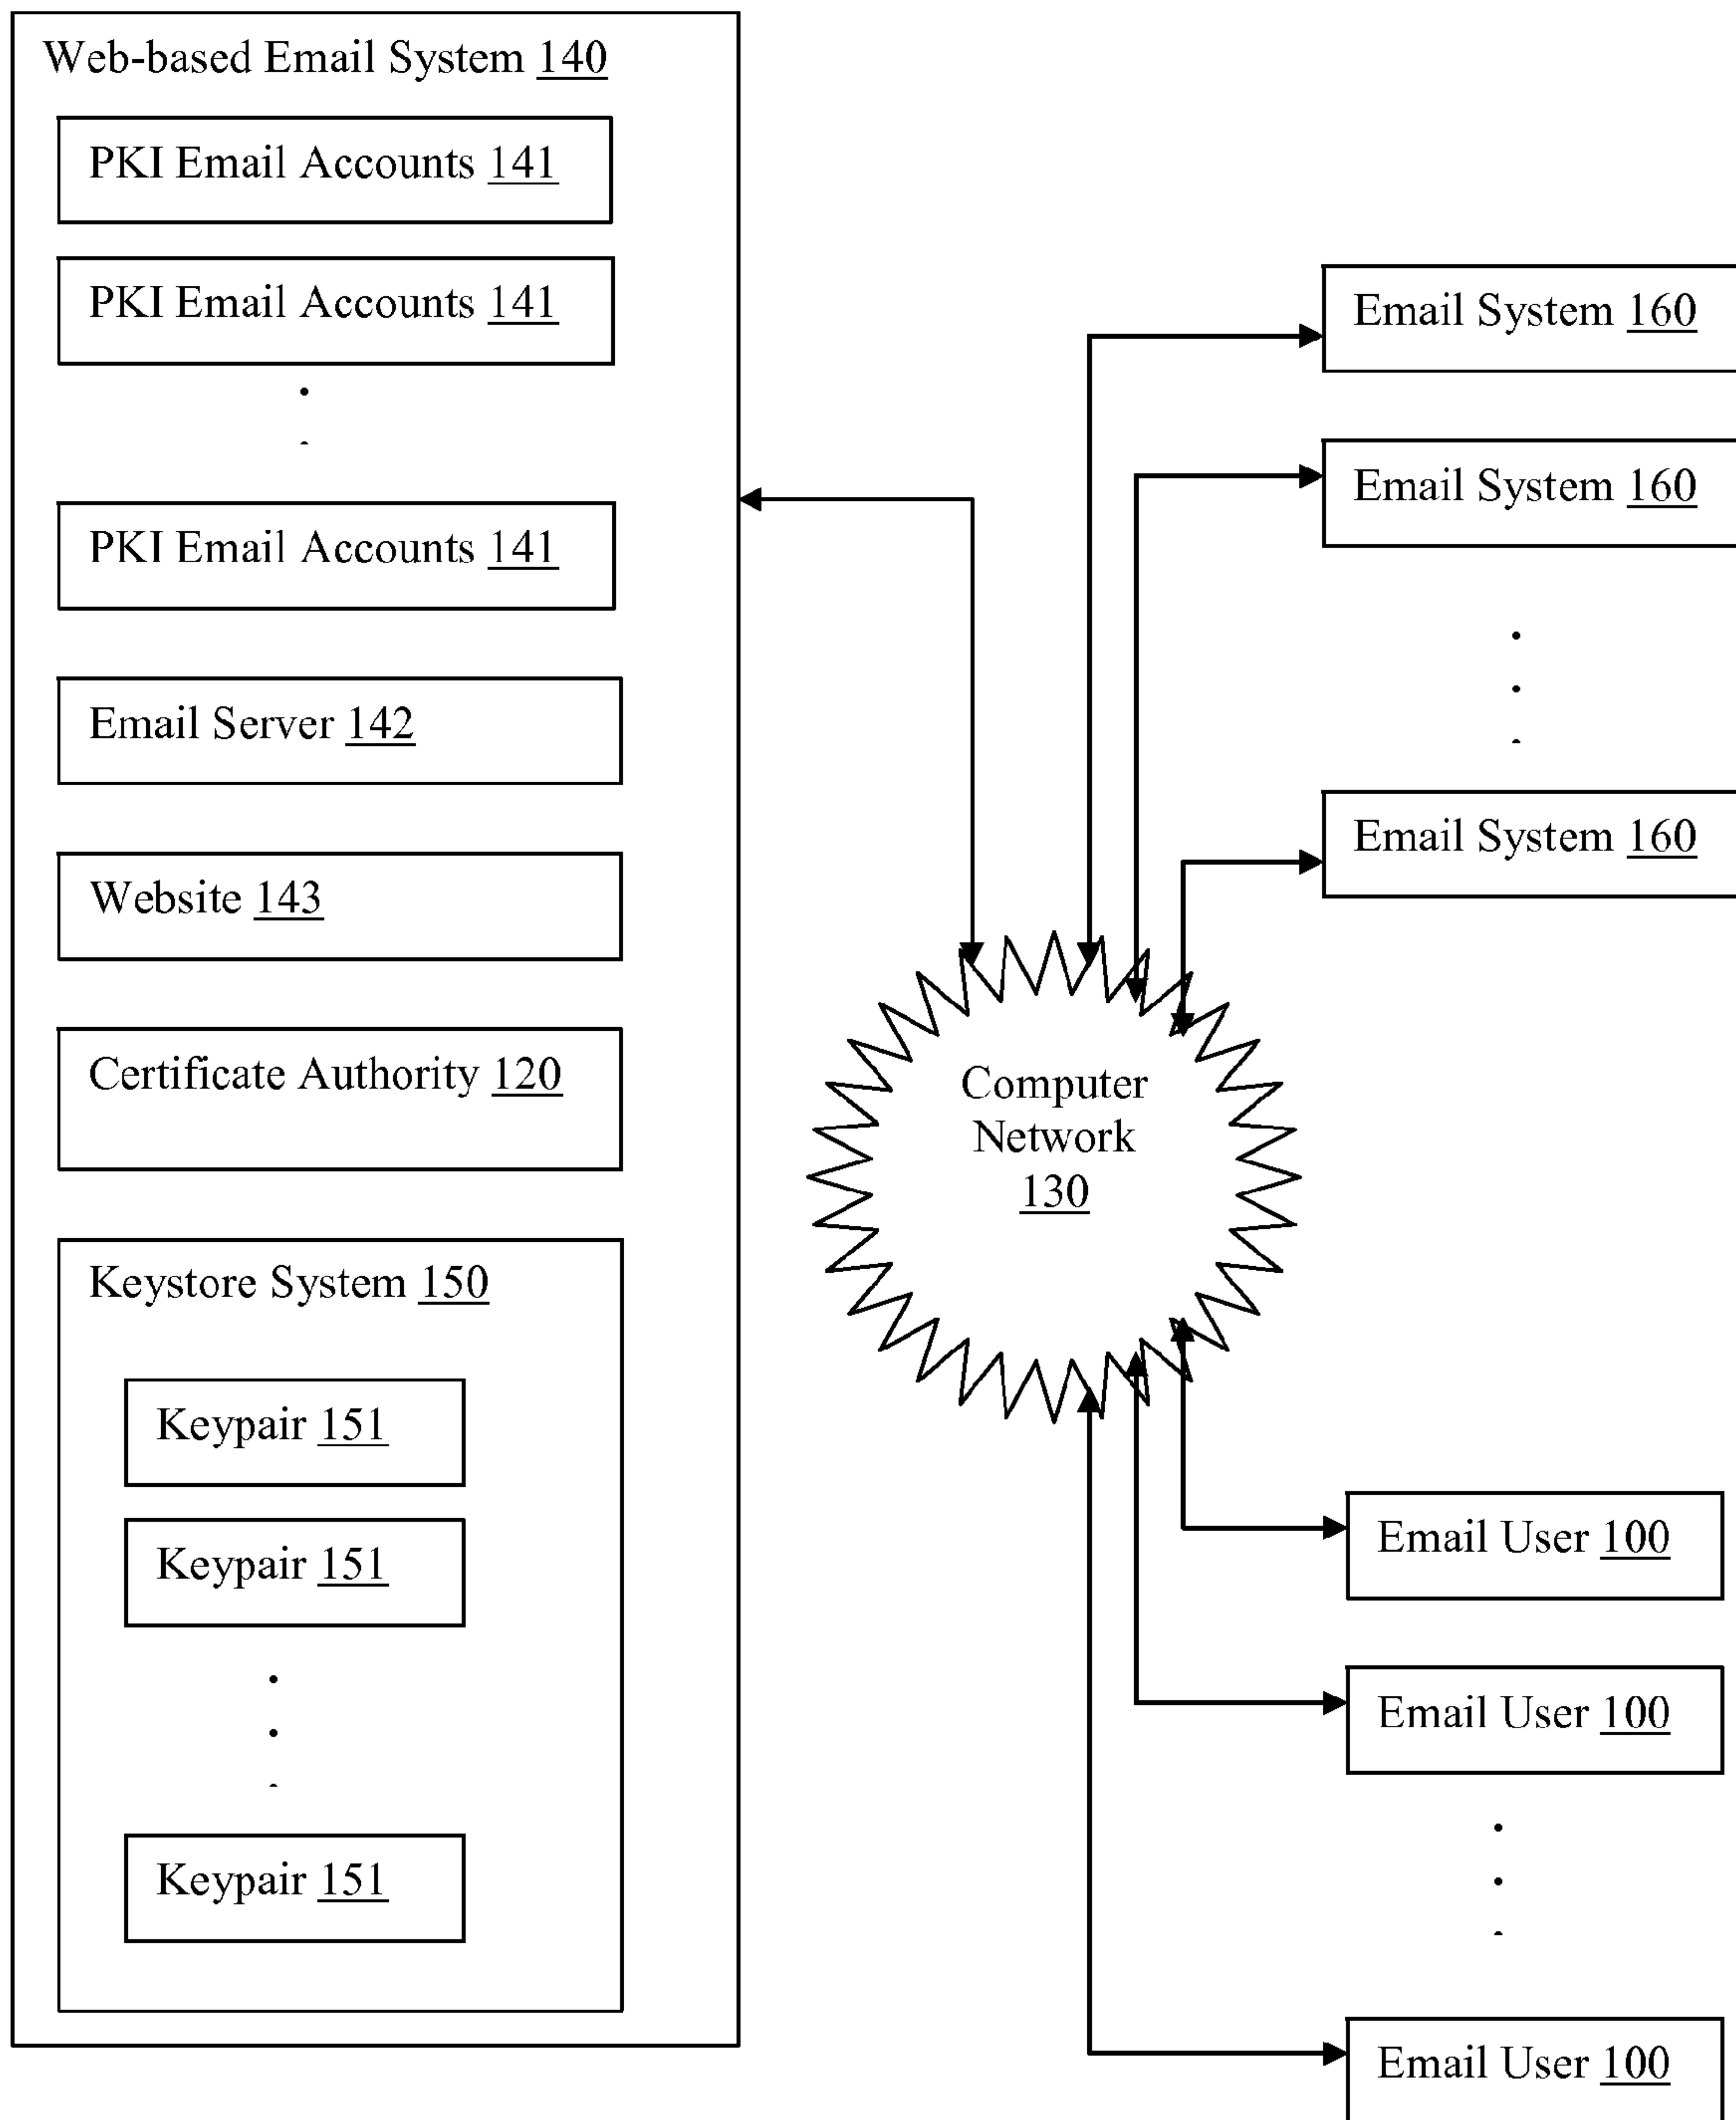 Web-based Email System 140
PKI Email Accounts 141
PKI Email Accounts 141
PKI Email Accounts 141
Email Server 142
Website 143
Certificate Authority 120
Keystore System 150
Keypair 151
Keypair 151
Keypair 151
Computer
Network
130
Email System 160
Email System 160
Email System 160
Email User 100
Email User 100
Email User 100